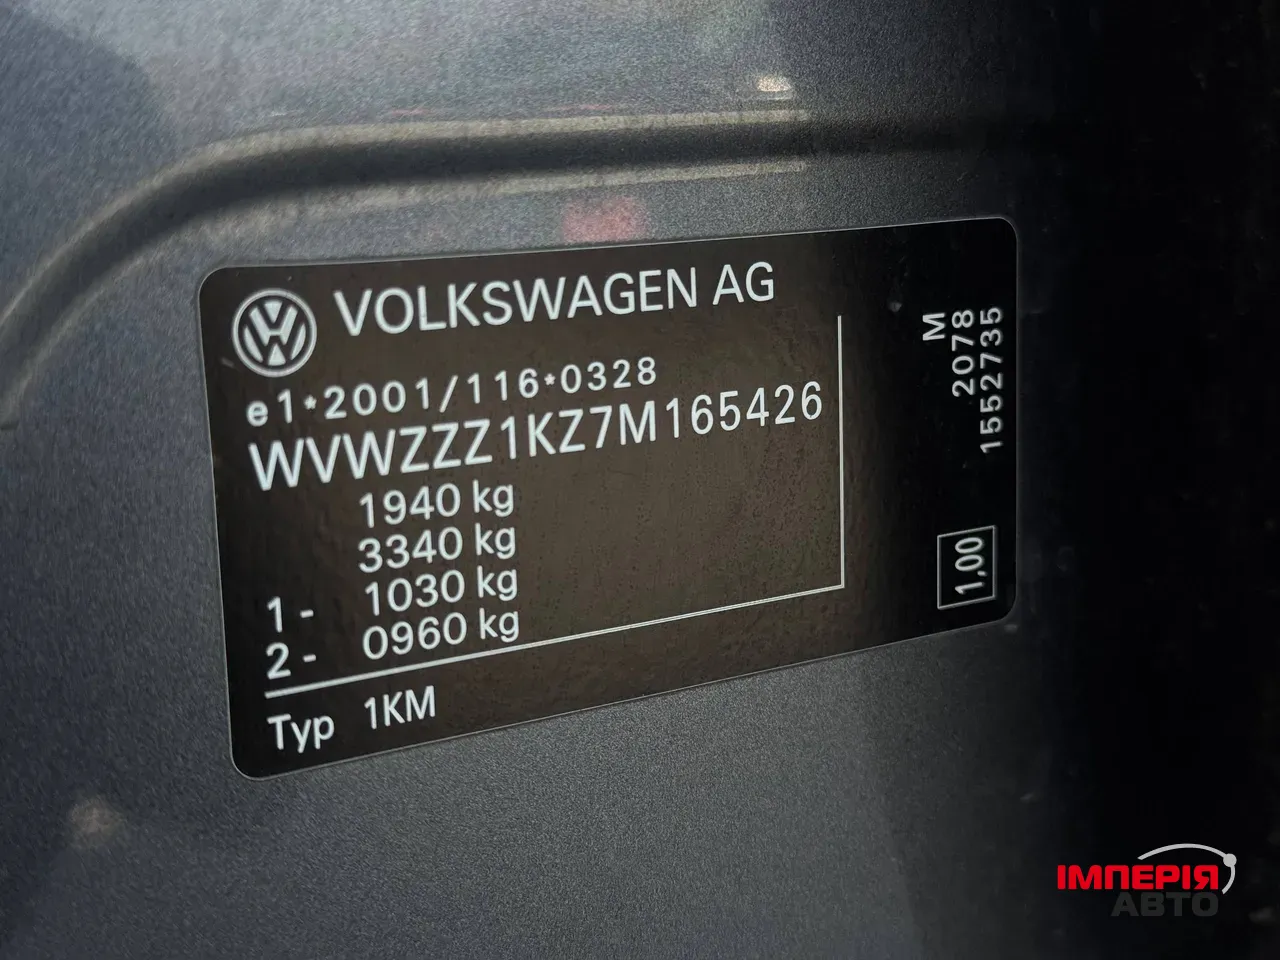 VOLKSWAGEN AG
e1*2001/116*0328
WVWZZZ1KZ7M165426
1940 kg
3340 kg
1 - 1030 kg
2 - 0960 kg
Typ 1KM
M
2078
1552735
1,00
ІМПЕРІЯ
АВТО